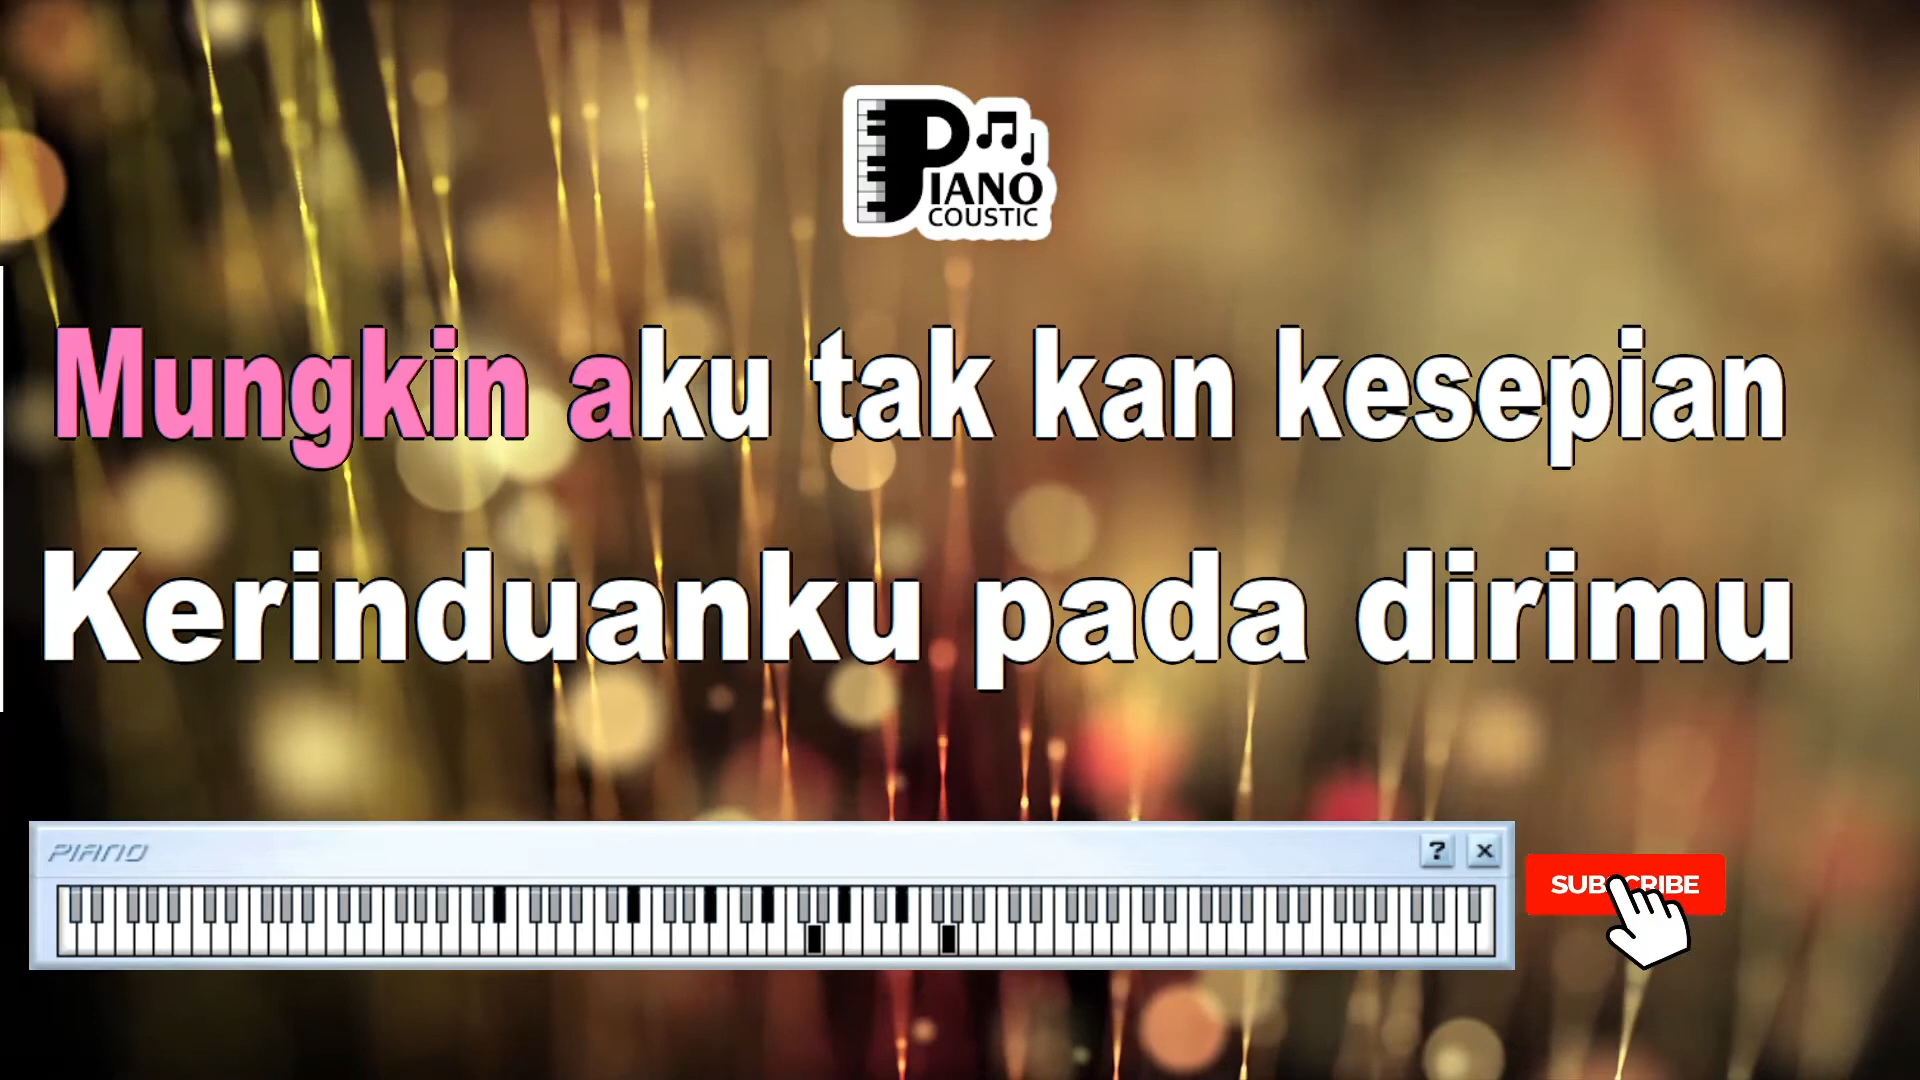 PIANO
COUSTIC
Mungkin aku tak kan kesepian
Kerinduanku pada dirimu
PIANO
? X
SUBSCRIBE